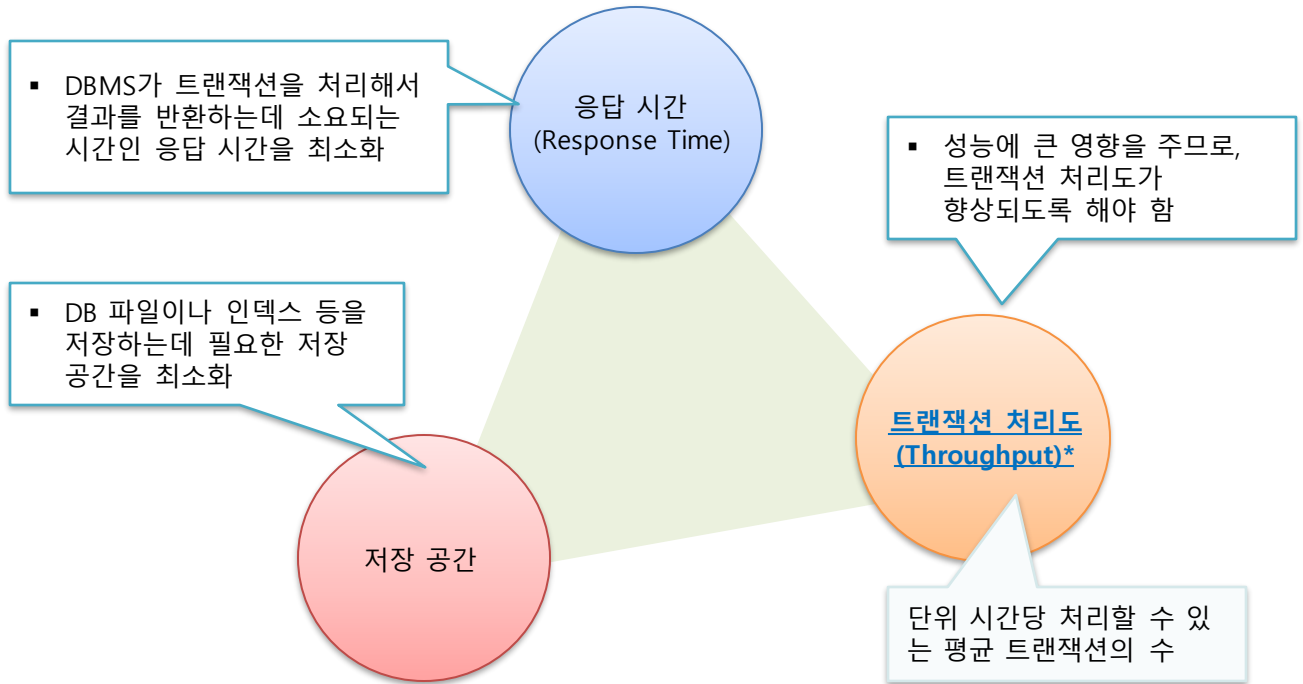 ▪ DBMS가 트랜잭션을 처리해서
결과를 반환하는데 소요되는
시간인 응답 시간을 최소화
응답 시간
(Response Time)
▪ 성능에 큰 영향을 주므로,
트랜잭션 처리도가
향상되도록 해야 함
▪ DB 파일이나 인덱스 등을
저장하는데 필요한 저장
공간을 최소화
트랜잭션 처리도
(Throughput)*
저장 공간
단위 시간당 처리할 수 있
는 평균 트랜잭션의 수